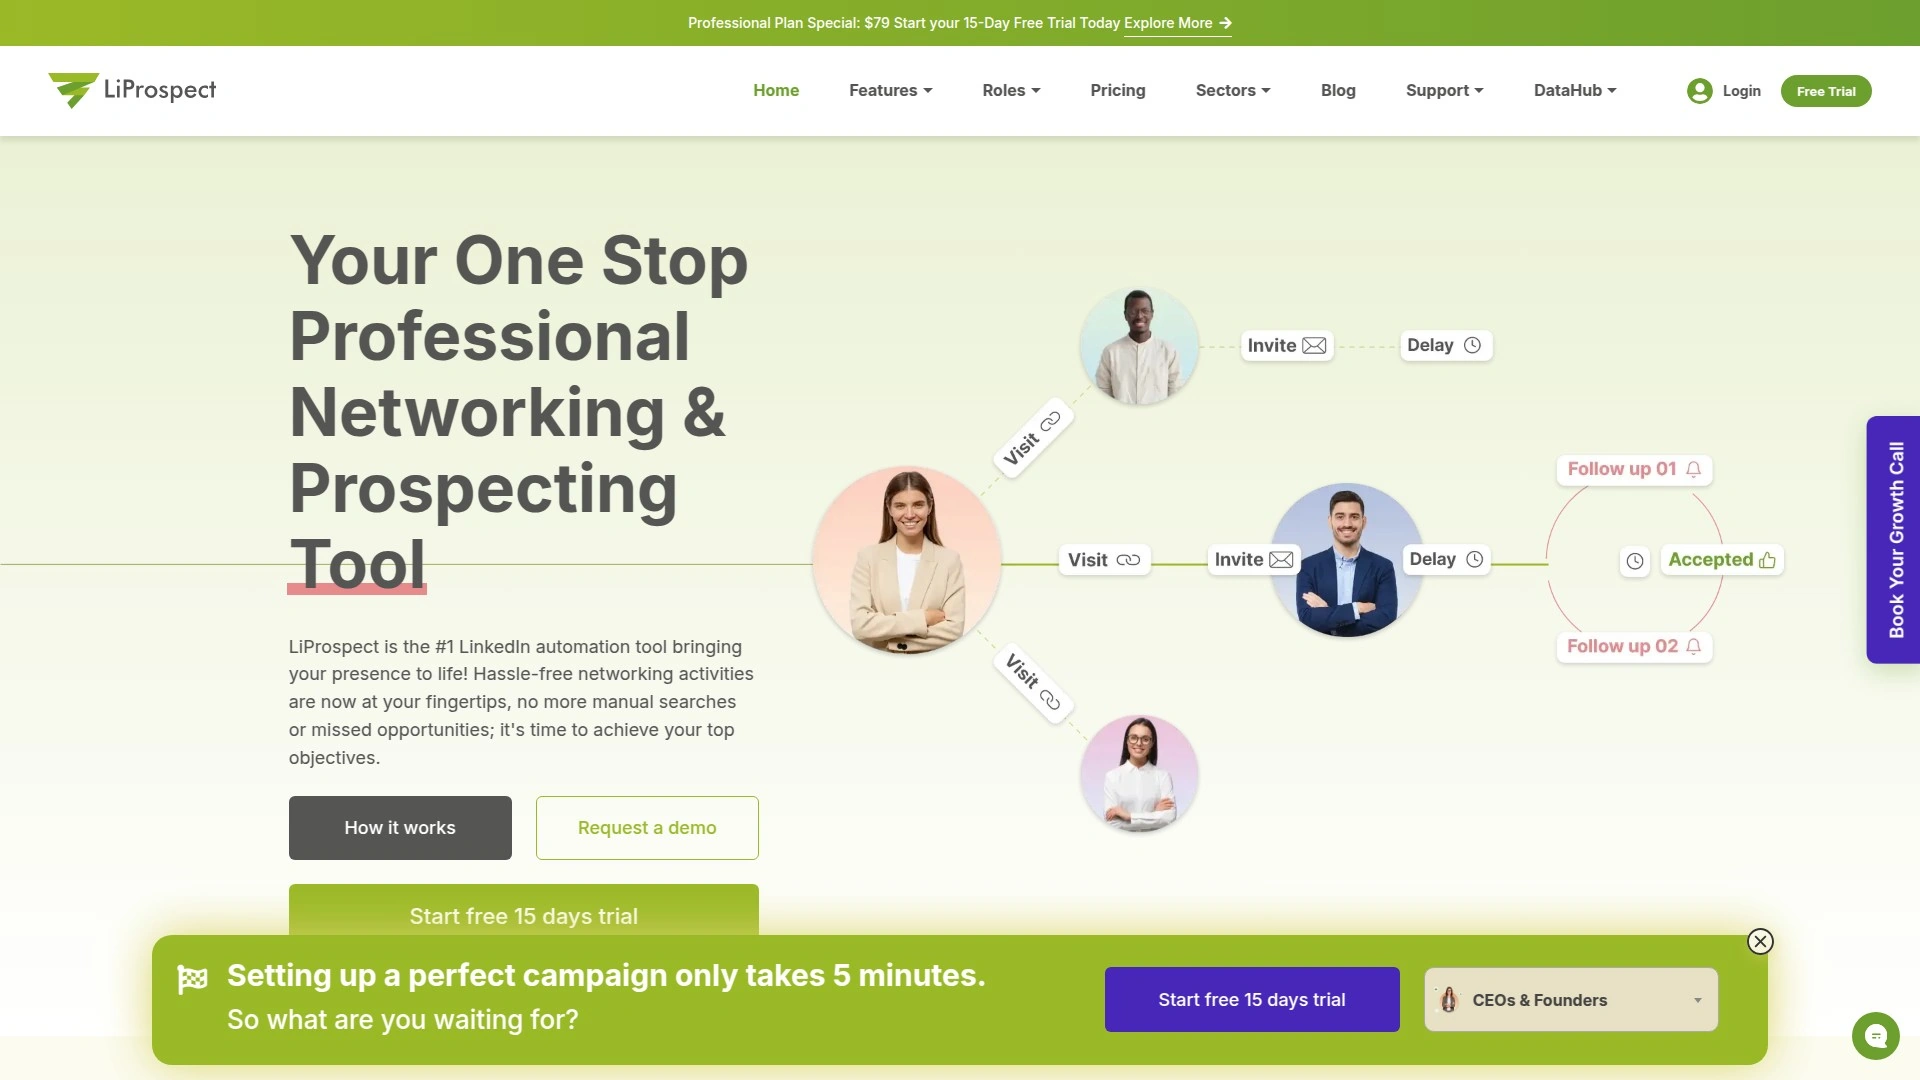 Professional Plan Special: $79 Start your 15-Day Free Trial Today Explore More
LiProspect
Home
Features
Roles
Pricing
Sectors
Blog
Support
DataHub
Login
Free Trial
Your One Stop
Professional
Networking &
Prospecting
Tool
LiProspect is the #1 LinkedIn automation tool bringing
your presence to life! Hassle-free networking activities
are now at your fingertips, no more manual searches
or missed opportunities; it's time to achieve your top
objectives.
How it works
Request a demo
Start free 15 days trial
Invite
Delay
Visit
Visit
Invite
Delay
Follow up 01
Accepted
Follow up 02
Visit
Book Your Growth Call
Setting up a perfect campaign only takes 5 minutes.
So what are you waiting for?
Start free 15 days trial
CEOs & Founders